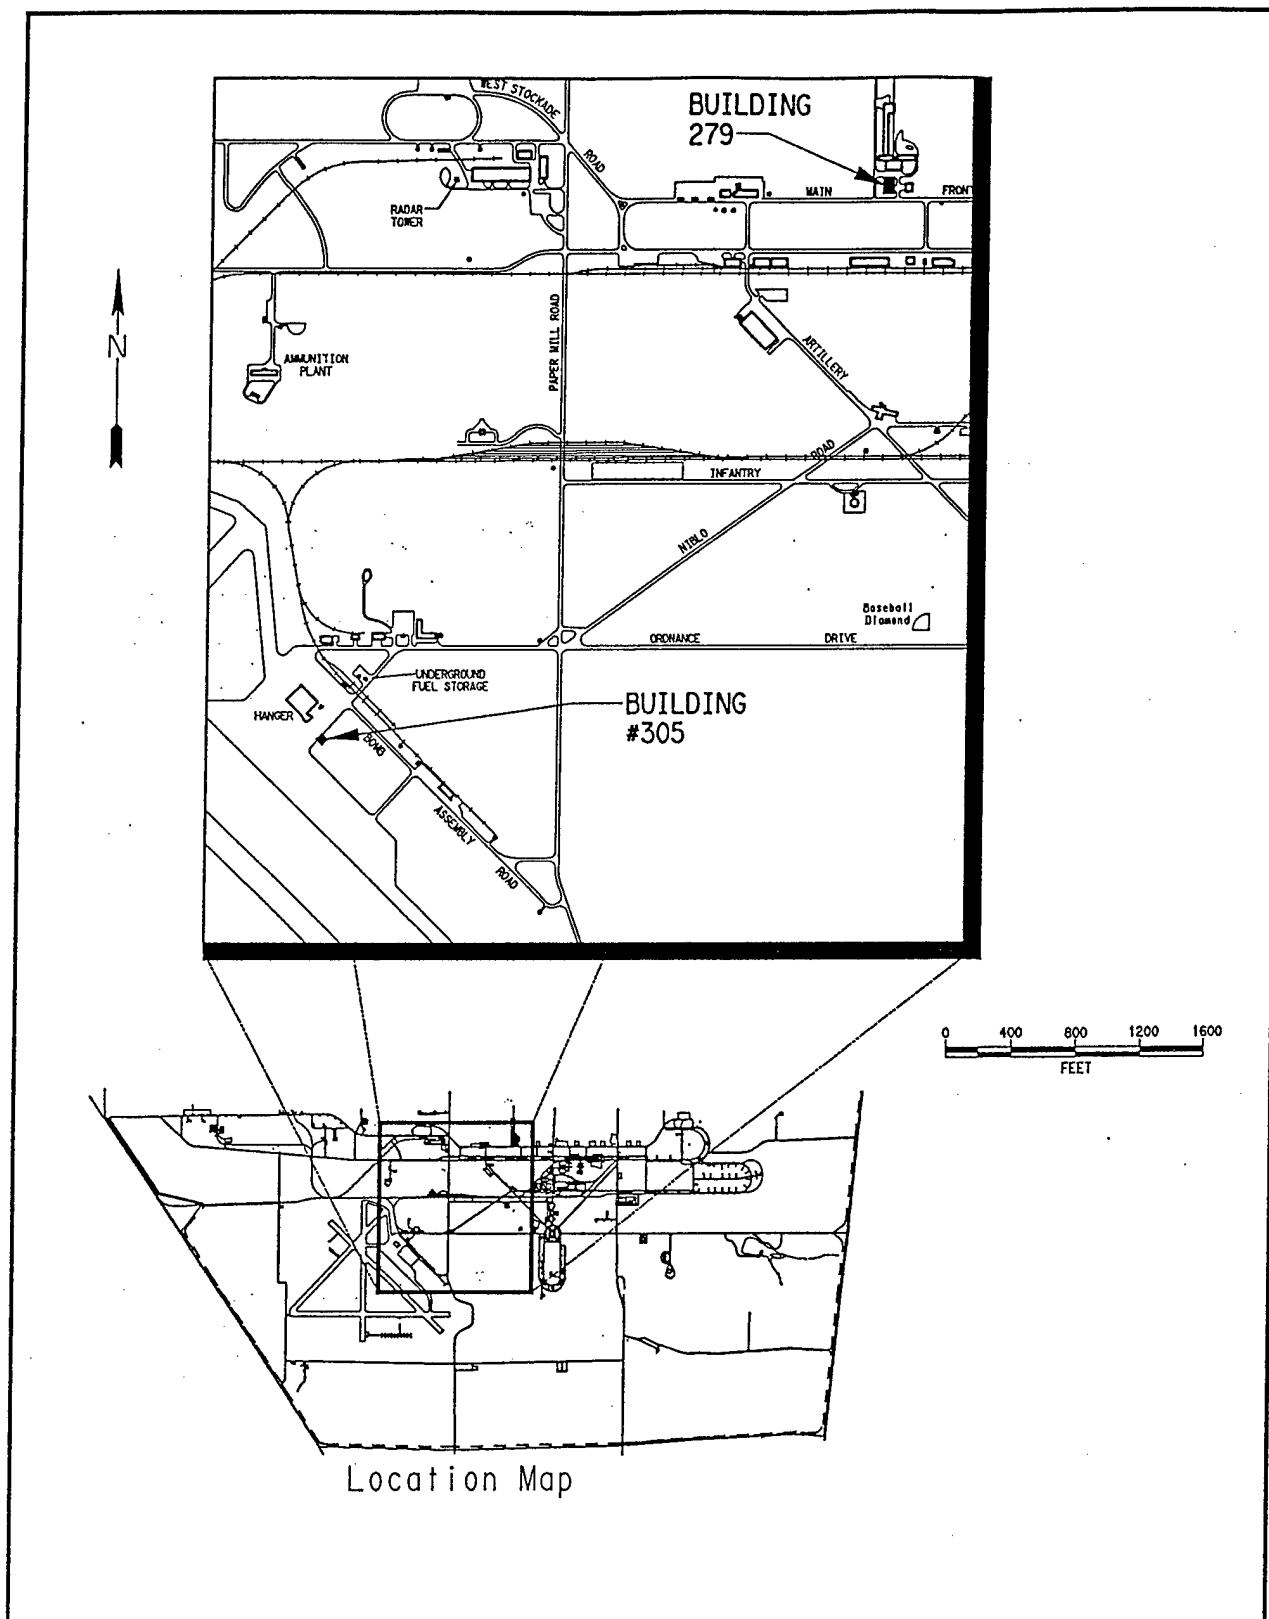 WEST STOCKADE
ROAD
BUILDING
279
MAIN
FRONT
RADAR
TOWER
N
PAPER MILL ROAD
AMMUNITION
PLANT
ARTILLERY
ROAD
INFANTRY
NIBLO
Baseball
Diamond
ORDNANCE
DRIVE
UNDERGROUND
FUEL STORAGE
BUILDING
#305
HANGER
BOMB
ASSEMBLY
ROAD
0 400 800 1200 1600
FEET
Location Map